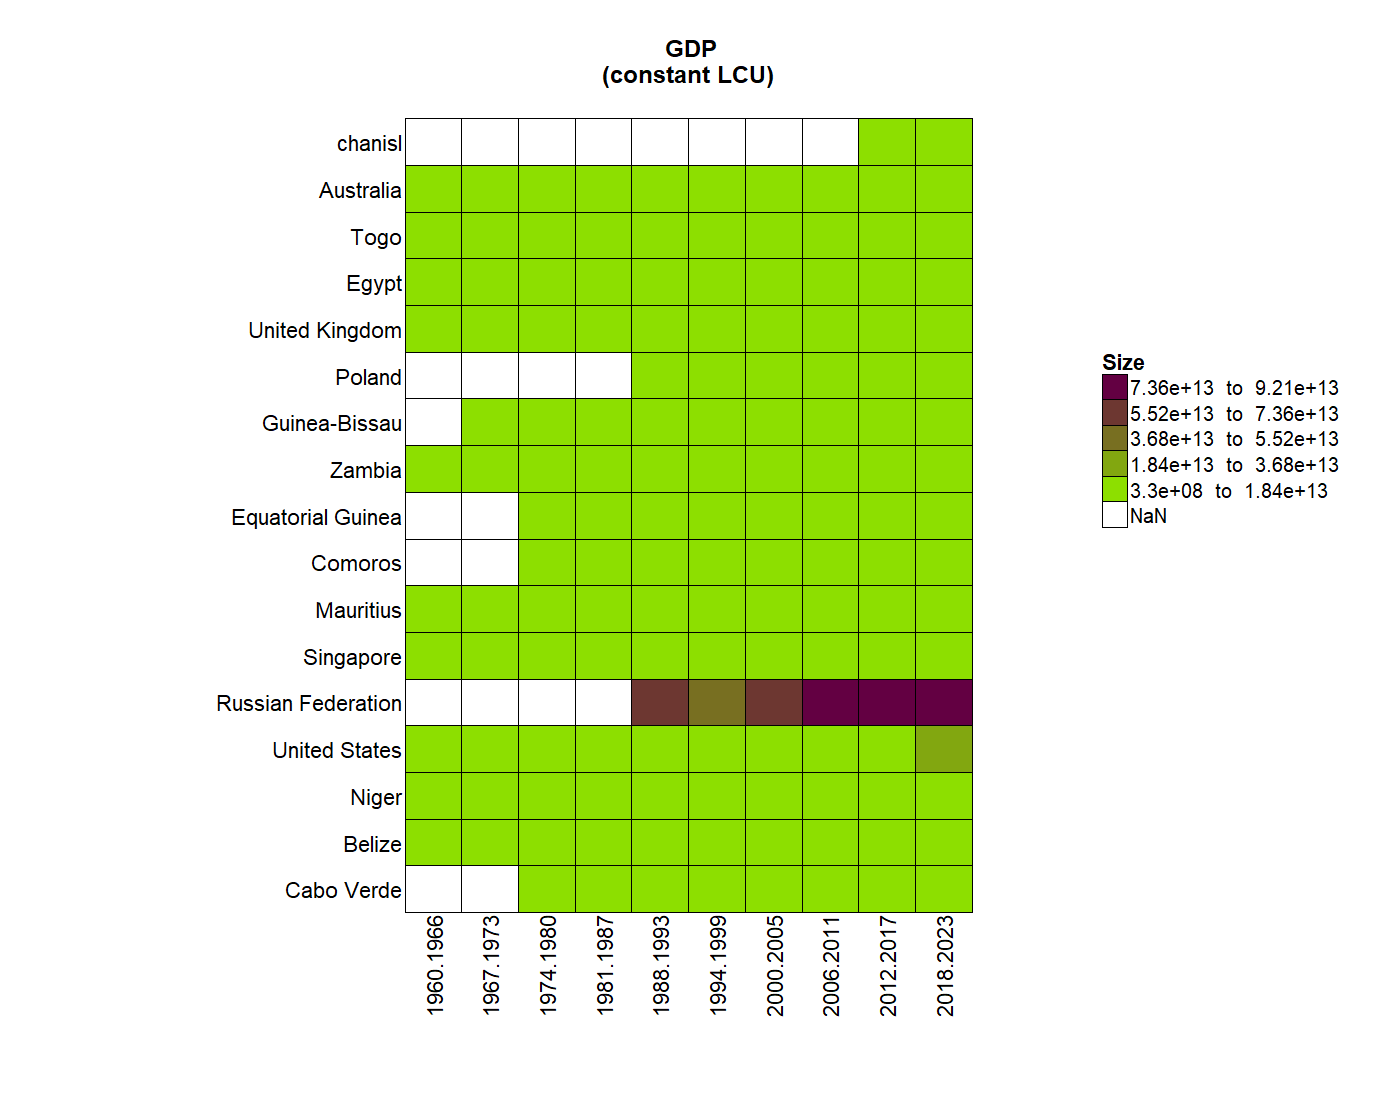 GDP
(constant LCU)
chanisl
Australia
Togo
Egypt
United Kingdom
Poland
Guinea-Bissau
Zambia
Equatorial Guinea
Comoros
Mauritius
Singapore
Russian Federation
United States
Niger
Belize
Cabo Verde
1960.1966
1967.1973
1974.1980
1981.1987
1988.1993
1994.1999
2000.2005
2006.2011
2012.2017
2018.2023
Size
7.36e+13 to 9.21e+13
5.52e+13 to 7.36e+13
3.68e+13 to 5.52e+13
1.84e+13 to 3.68e+13
3.3e+08 to 1.84e+13
NaN